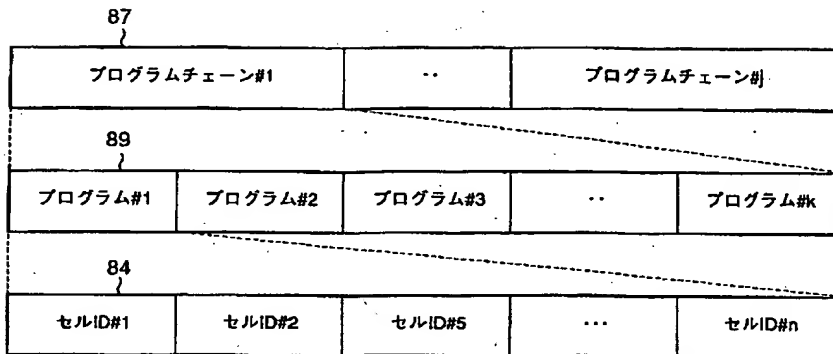 87
プログラムチェーン#1 ・・ プログラムチェーン#j
89
プログラム#1 プログラム#2 プログラム#3 ・・ プログラム#k
84
セルID#1 セルID#2 セルID#5 ・・・ セルID#n